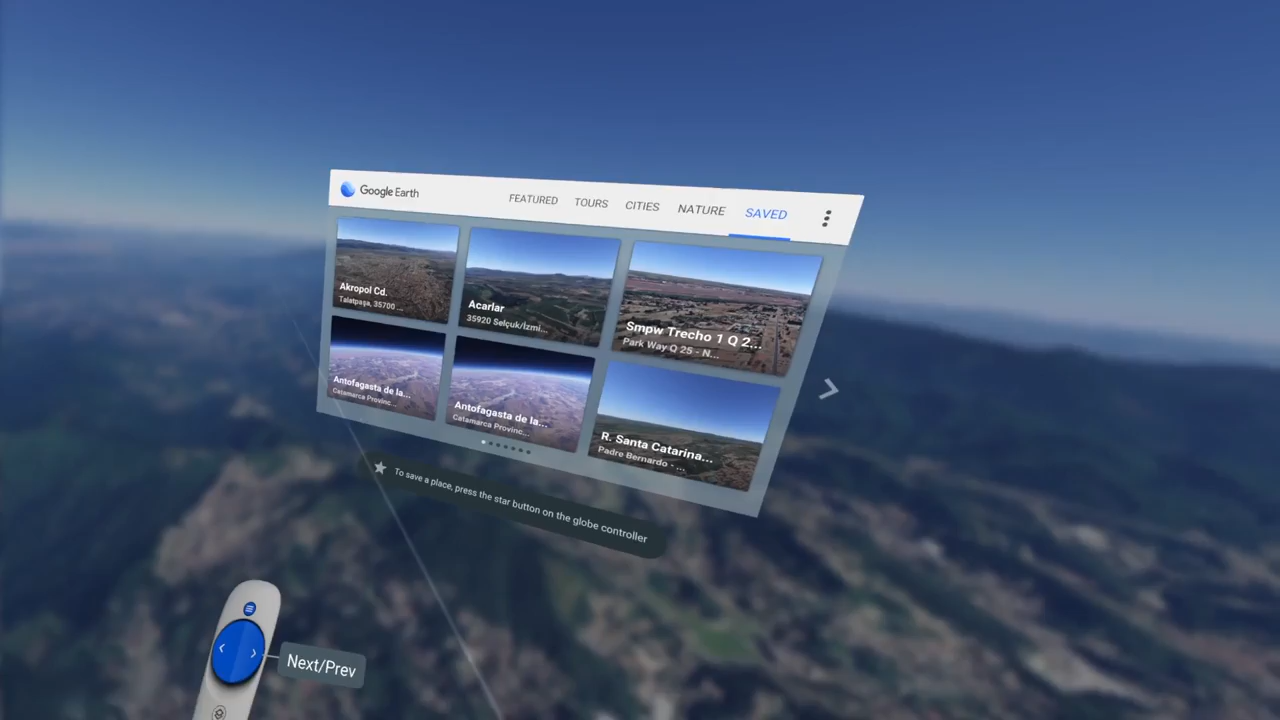 Google Earth
FEATURED TOURS CITIES NATURE SAVED
Akropol Cd.
Talatpaşa, 35700 ...
Acarlar
35920 Selçuk/İzmi...
Smpw Trecho 1 Q 2...
Park Way Q 25 - N...
Antofagasta de la...
Catamarca Provinc...
Antofagasta de la...
Catamarca Provinc...
R. Santa Catarina...
Padre Bernardo - ...
To save a place, press the star button on the globe controller
Next/Prev